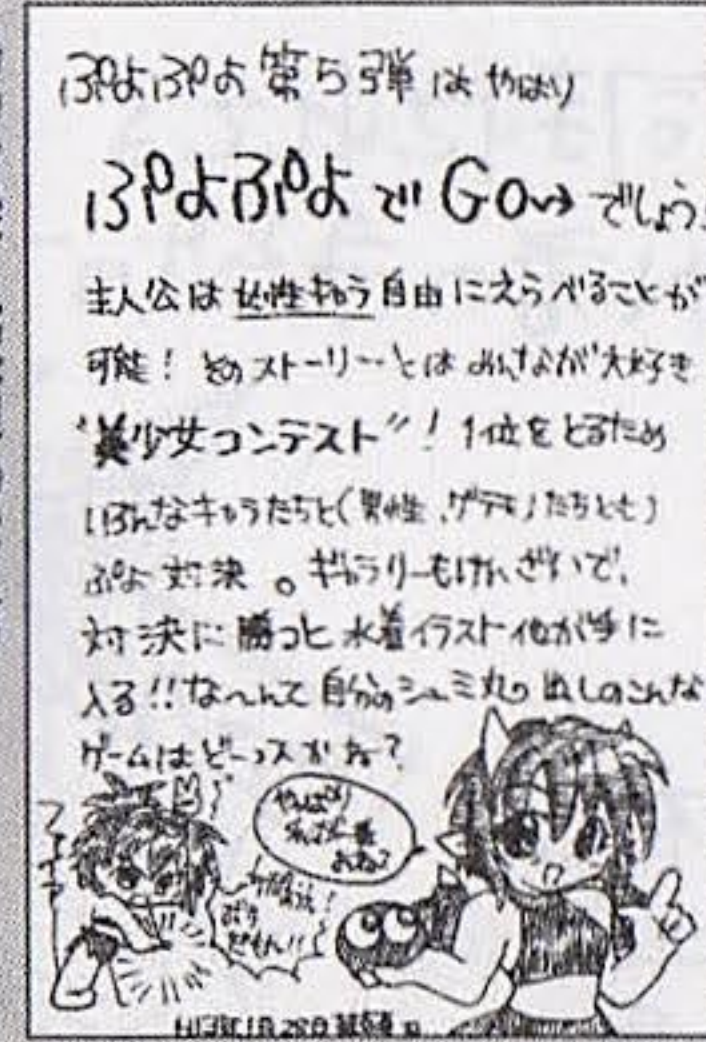 ぷよぷよ第5弾はやはり
ぷよぷよでGo〜でしょう
主人公は女性キャラ自由にえらべることが
可能!そのストーリーとはみんなが大好き
"美少女コンテスト"!1位をとるため
いろんなキャラたちと(男性、ゲテモノたちとも)
ぷよ対決。ギャラリーもけんざいで、
対決に勝つと水着イラスト他が手に
入る!!な〜んて自分のシュミ丸出しのこんな
ゲームはどーっスかね?
ファイヤー
やっぱり
だもん!!